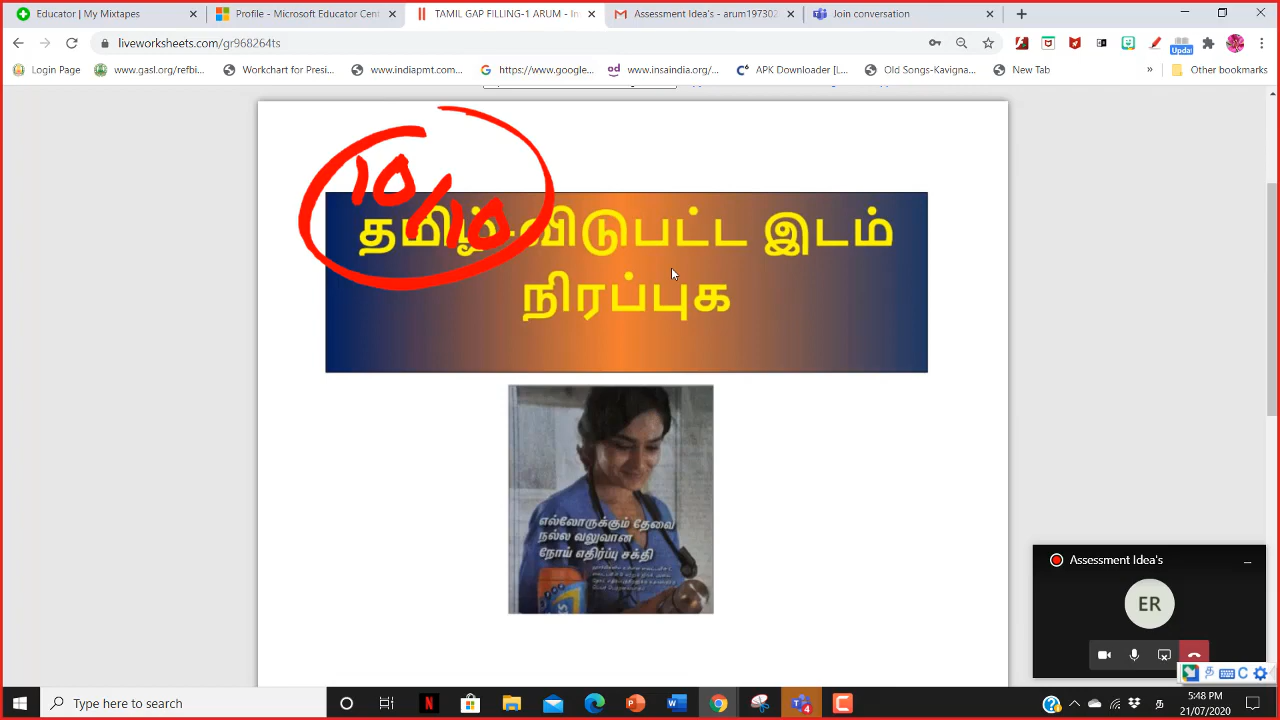 Educator | My Mixtapes
Profile - Microsoft Educator Cent
TAMIL GAP FILLING-1 ARUM - In
Assessment Idea's - arum197302
Join conversation
liveworksheets.com/gr968264ts
Updat
Login Page
www.gasl.org/refbi...
Workchart for Presi...
www.indiapmt.com...
https://www.google...
www.insaindia.org/...
APK Downloader [L...
Old Songs-Kavigna...
New Tab
»
Other bookmarks
10/10
தமிழ்-விடுபட்ட இடம்
நிரப்புக
எல்லோருக்கும் தேவை
நல்ல வலுவான
நோய் எதிர்ப்பு சக்தி
Assessment Idea's
ER
Type here to search
4
5:48 PM
21/07/2020